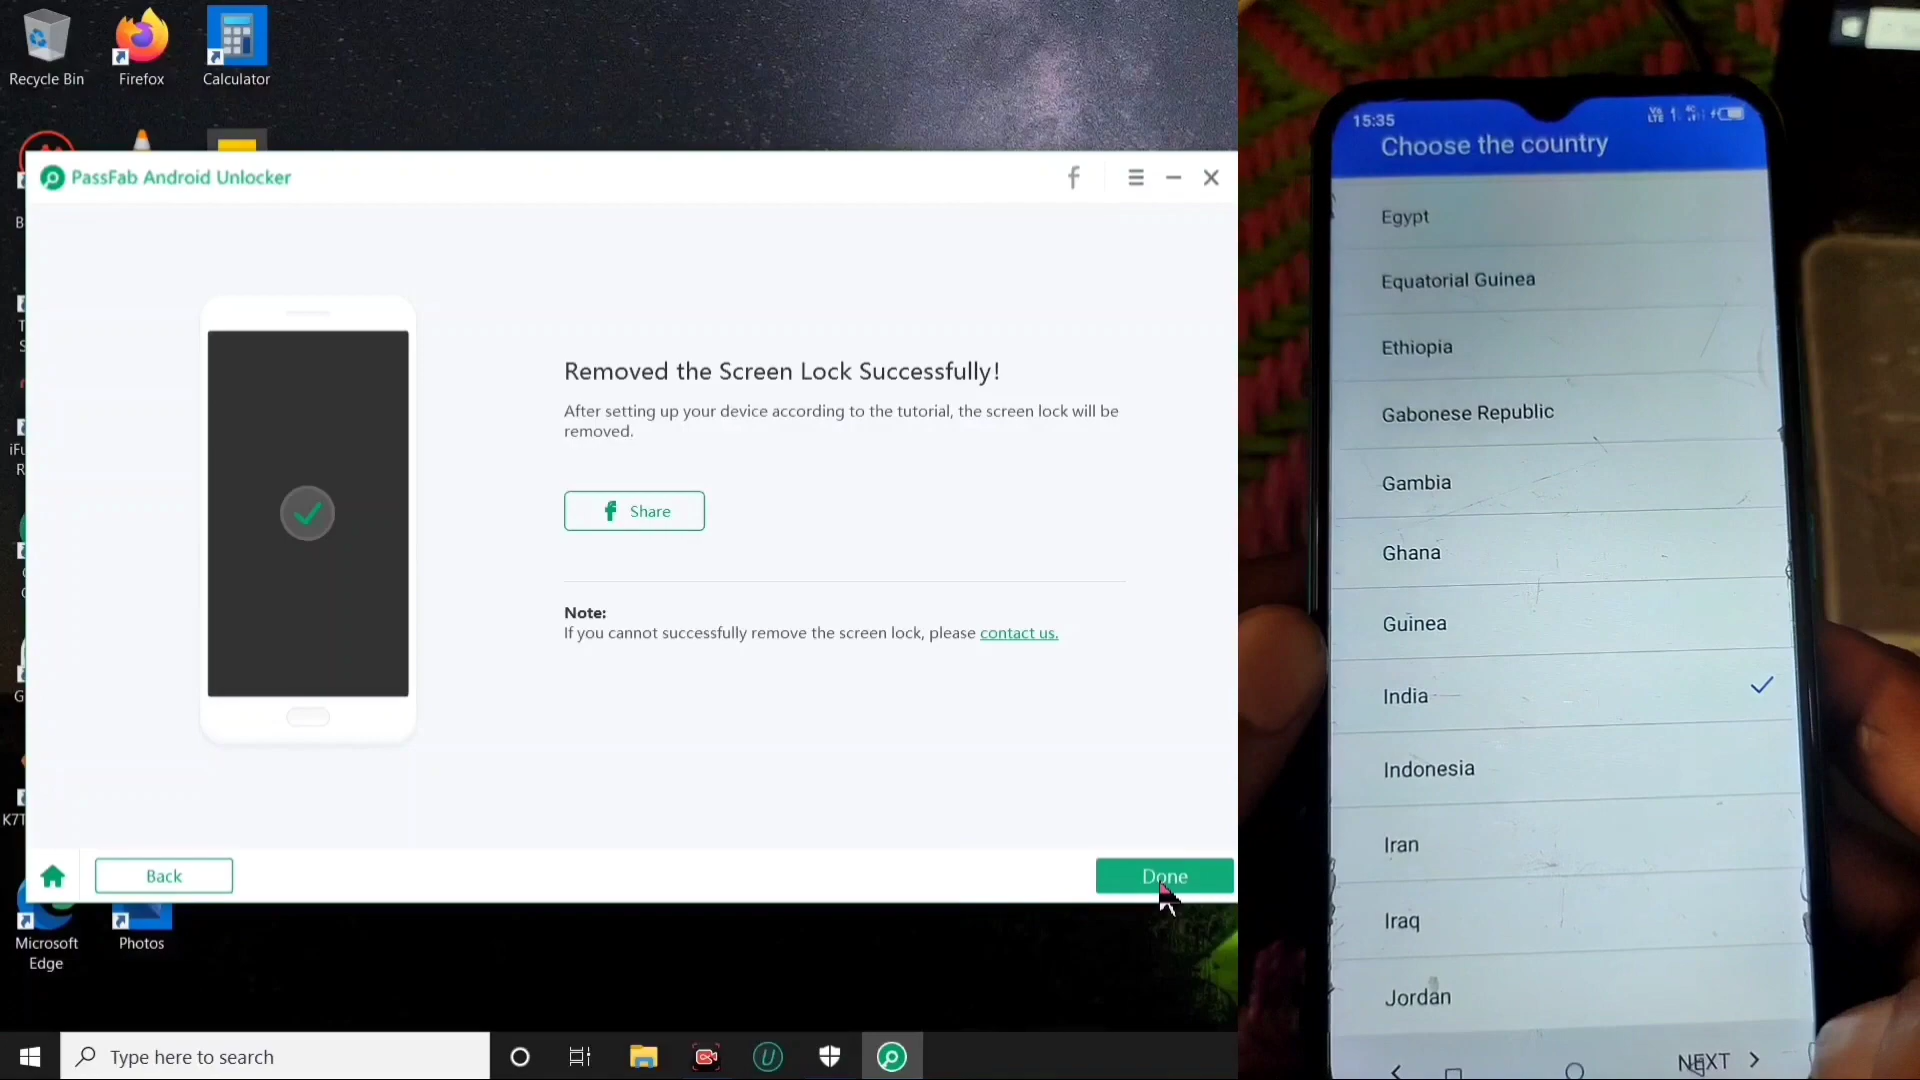 Recycle Bin
Firefox
Calculator
PassFab Android Unlocker
Removed the Screen Lock Successfully!
After setting up your device according to the tutorial, the screen lock will be
removed.
Share
Note:
If you cannot successfully remove the screen lock, please contact us.
Back
Done
K7T
Microsoft
Edge
Photos
Type here to search
15:35
Choose the country
Egypt
Equatorial Guinea
Ethiopia
Gabonese Republic
Gambia
Ghana
Guinea
India
Indonesia
Iran
Iraq
Jordan
NEXT